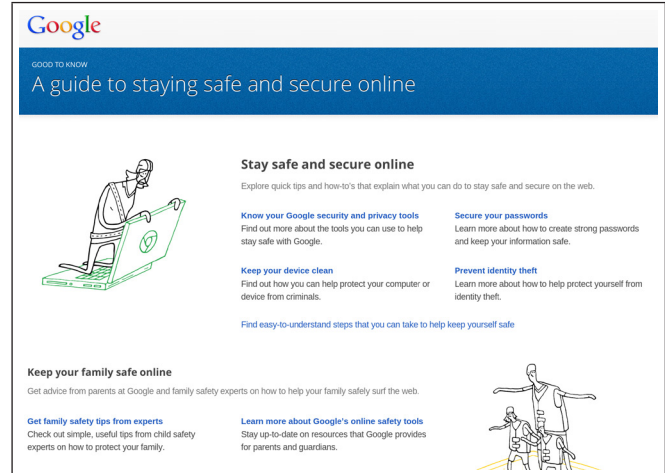 Google
GOOD TO KNOW
A guide to staying safe and secure online
Stay safe and secure online
Explore quick tips and how-to's that explain what you can do to stay safe and secure on the web.
Know your Google security and privacy tools
Find out more about the tools you can use to help
stay safe with Google.
Secure your passwords
Learn more about how to create strong passwords
and keep your information safe.
Keep your device clean
Find out how you can help protect your computer or
device from criminals.
Prevent identity theft
Learn more about how to help protect yourself from
identity theft.
Find easy-to-understand steps that you can take to help keep yourself safe
Keep your family safe online
Get advice from parents at Google and family safety experts on how to help your family safely surf the web.
Get family safety tips from experts
Check out simple, useful tips from child safety
experts on how to protect your family.
Learn more about Google's online safety tools
Stay up-to-date on resources that Google provides
for parents and guardians.